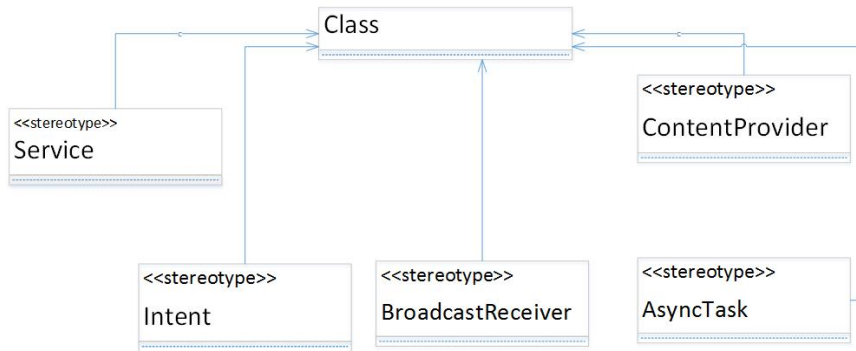 Class
<<stereotype>>
Service
<<stereotype>>
ContentProvider
<<stereotype>>
Intent
<<stereotype>>
BroadcastReceiver
<<stereotype>>
AsyncTask